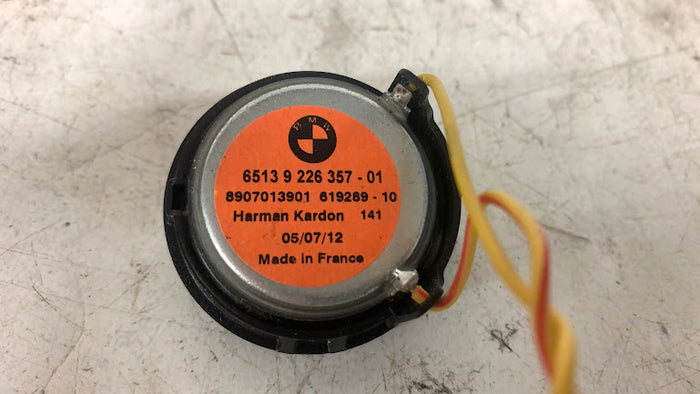 BMW
6513 9 226 357 - 01
8907013901 619289 - 10
Harman Kardon 141
05/07/12
Made in France